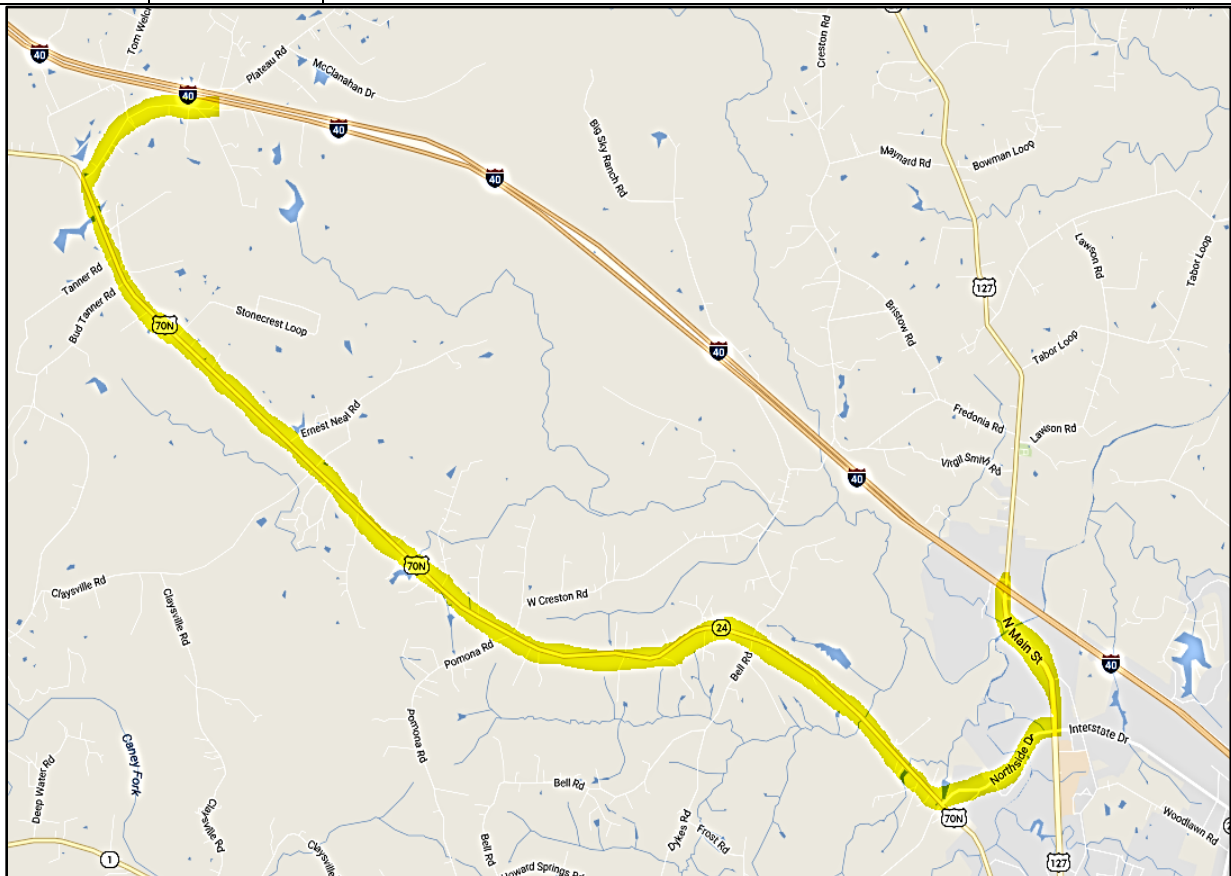 Tom Welch
40
Plateau Rd
McClanahan Dr
40
40
Creston Rd
Big Sky Ranch Rd
Maynard Rd
Bowman Loop
40
Tanner Rd
Bud Tanner Rd
70N
Stonecrest Loop
Lawson Rd
Tabor Loop
127
Bristow Rd
40
Tabor Loop
Ernest Neal Rd
Fredonia Rd
Lawson Rd
Virgil Smith Rd
40
70N
Claysville Rd
Claysville Rd
W Creston Rd
24
N Main St
Pomona Rd
Bell Rd
40
Pomona Rd
Caney Fork
Deep Water Rd
Interstate Dr
Northside Dr
Bell Rd
70N
Claysville Rd
Dykes Rd
Frost Rd
Woodlawn Rd
1
Bell Rd
Claysville
Howard Springs Rd
127